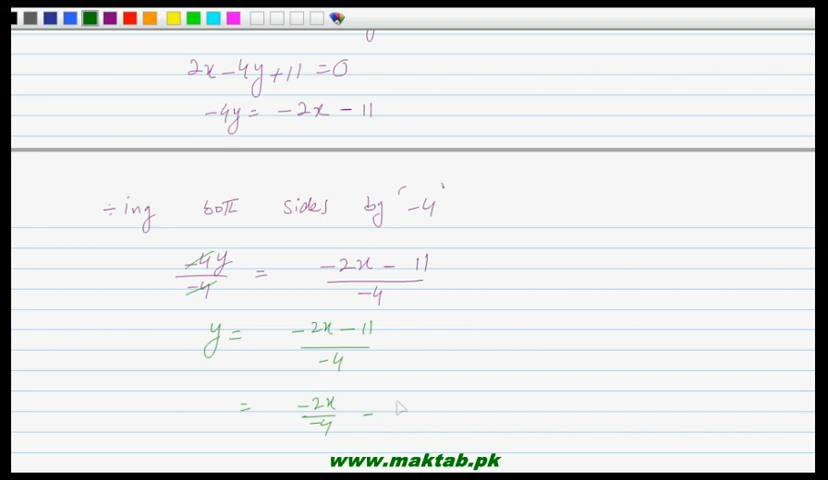 2x - 4y + 11 = 0
-4y = -2x - 11
÷ing both sides by '-4'
-4y/-4 = -2x - 11/-4
y = -2x - 11/-4
= -2x/-4 -
www.maktab.pk